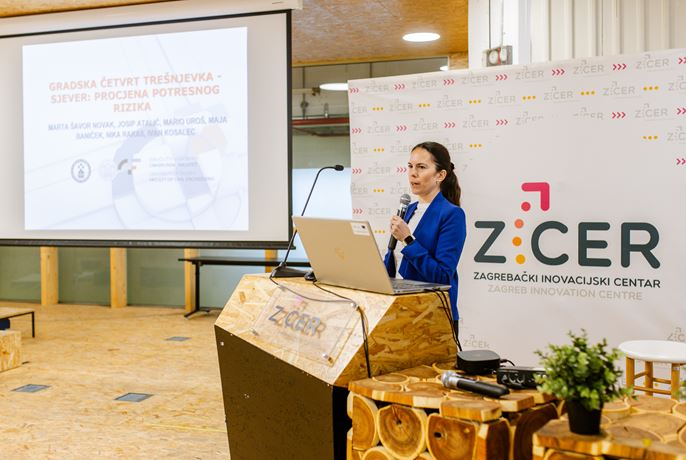 GRADSKA ČETVRT TREŠNJEVKA -
SJEVER: PROCJENA POTRESNOG
RIZIKA
MARTA ŠAVOR NOVAK, JOSIP ATALIĆ, MARIO UROŠ, MAJA
BANIČEK, NIKA RAKAS, IVAN KOSALEC
ZICER
ZAGREBAČKI INOVACIJSKI CENTAR
ZAGREB INNOVATION CENTRE
ZICER